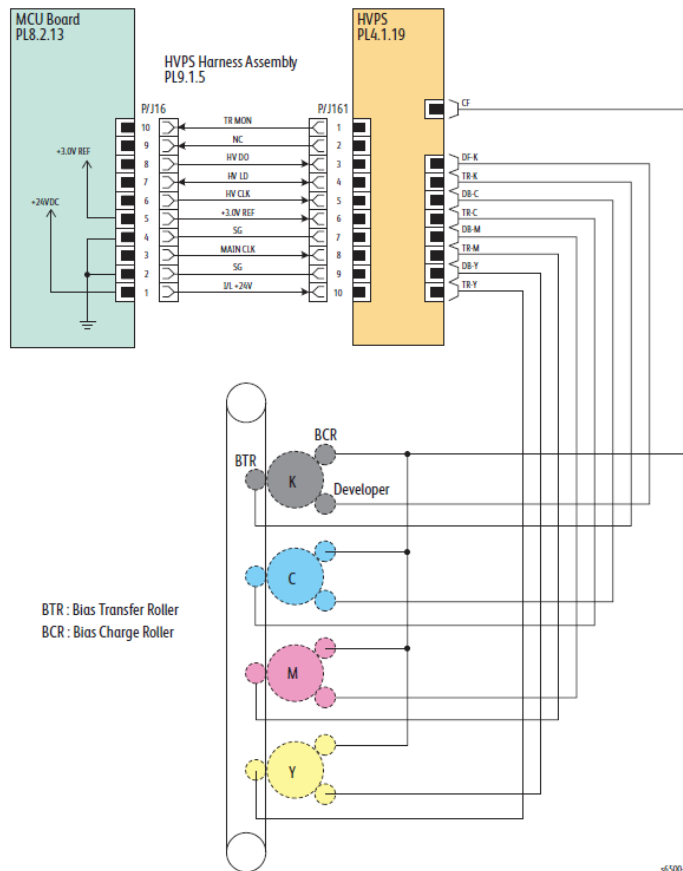 MCU Board
PL8.2.13
HVPS
PL4.1.19
HVPS Harness Assembly
PL9.1.5
P/J16
P/J161
CF
10 TR MON 1
9 NC 2
+3.0V REF
8 HV DO 3
DF-K
7 HV LD 4
TR-K
+24VDC
6 HV CLK 5
DB-C
5 +3.0V REF 6
TR-C
4 SG 7
DB-M
3 MAIN CLK 8
TR-M
2 SG 9
DB-Y
1 I/L +24V 10
TR-Y
BCR
BTR
K
Developer
C
BTR : Bias Transfer Roller
BCR : Bias Charge Roller
M
Y